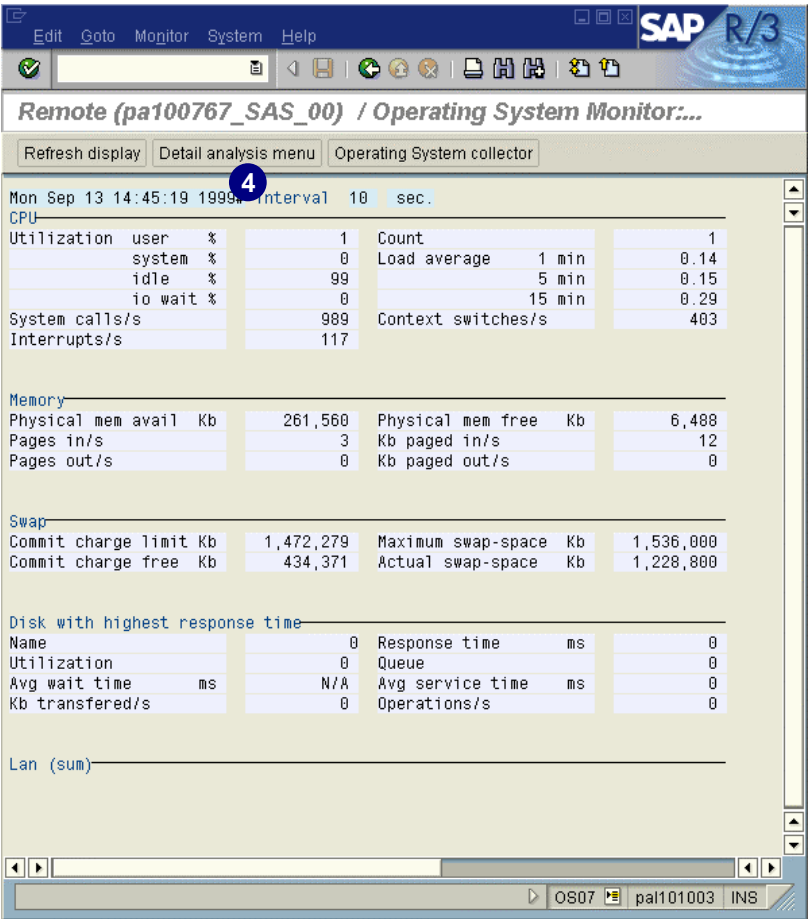 SAP R/3
Edit Goto Monitor System Help
Remote (pa100767_SAS_00) / Operating System Monitor:...
Refresh display Detail analysis menu Operating System collector
4
Mon Sep 13 14:45:19 1999 interval 10 sec.
CPU
Utilization user % 1 Count 1
system % 0 Load average 1 min 0.14
idle % 99 5 min 0.15
io wait % 0 15 min 0.29
System calls/s 989 Context switches/s 403
Interrupts/s 117
Memory
Physical mem avail Kb 261,560 Physical mem free Kb 6,488
Pages in/s 3 Kb paged in/s 12
Pages out/s 0 Kb paged out/s 0
Swap
Commit charge limit Kb 1,472,279 Maximum swap-space Kb 1,536,000
Commit charge free Kb 434,371 Actual swap-space Kb 1,228,800
Disk with highest response time
Name 0 Response time ms 0
Utilization 0 Queue 0
Avg wait time ms N/A Avg service time ms 0
Kb transfered/s 0 Operations/s 0
Lan (sum)
OS07 pal101003 INS